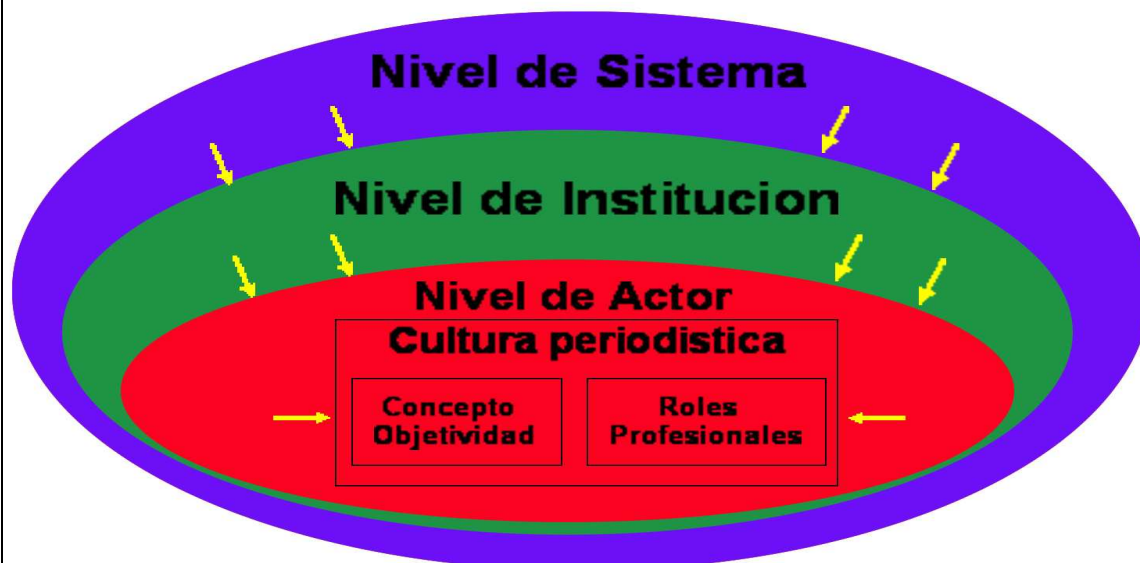 Nivel de Sistema
Nivel de Institucion
Nivel de Actor
Cultura periodistica
Concepto
Objetividad
Roles
Profesionales